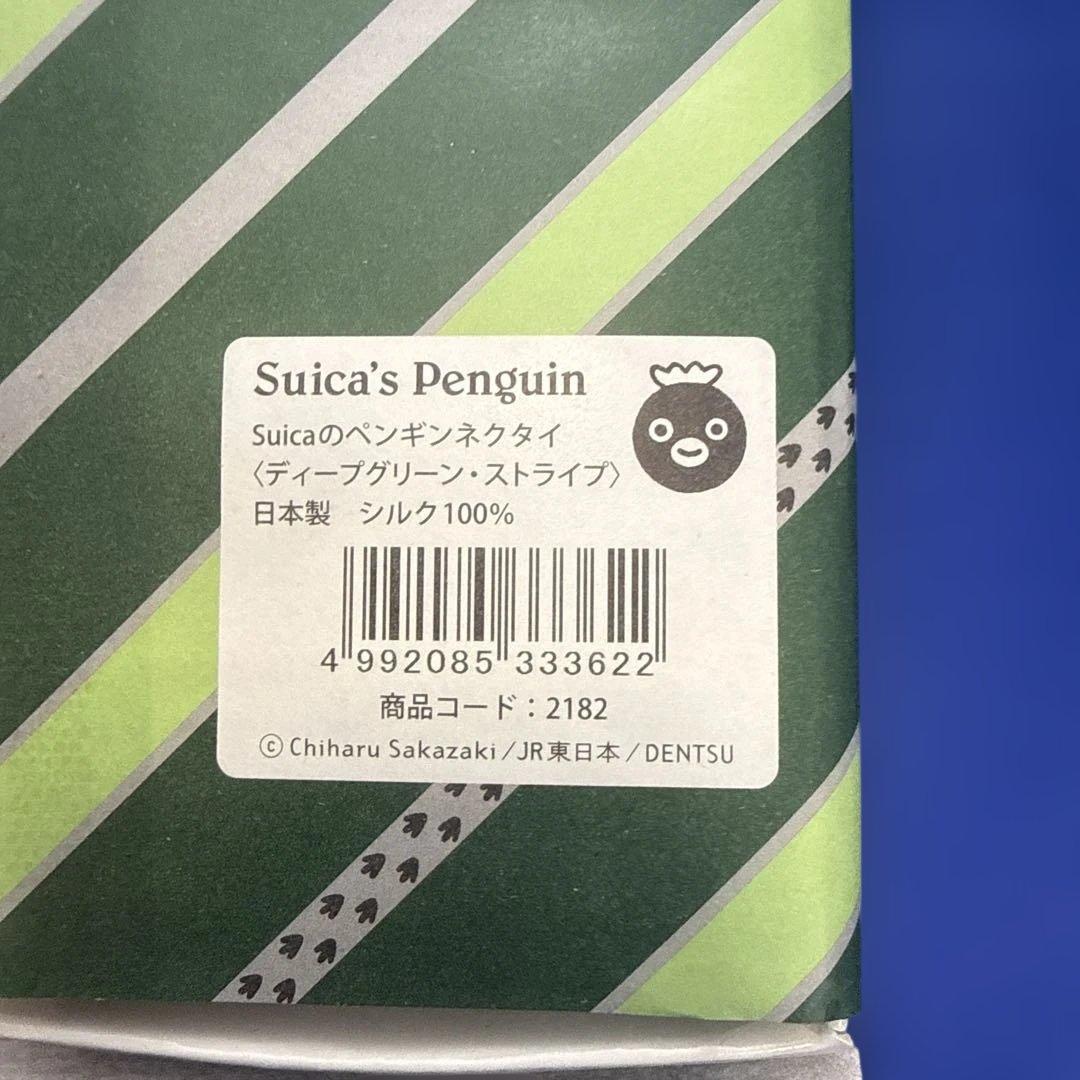 Suica's Penguin
Suicaのペンギンネクタイ
〈ディープグリーン・ストライプ〉
日本製　シルク100%
4 992085 333622
商品コード：2182
©Chiharu Sakazaki/JR東日本/DENTSU